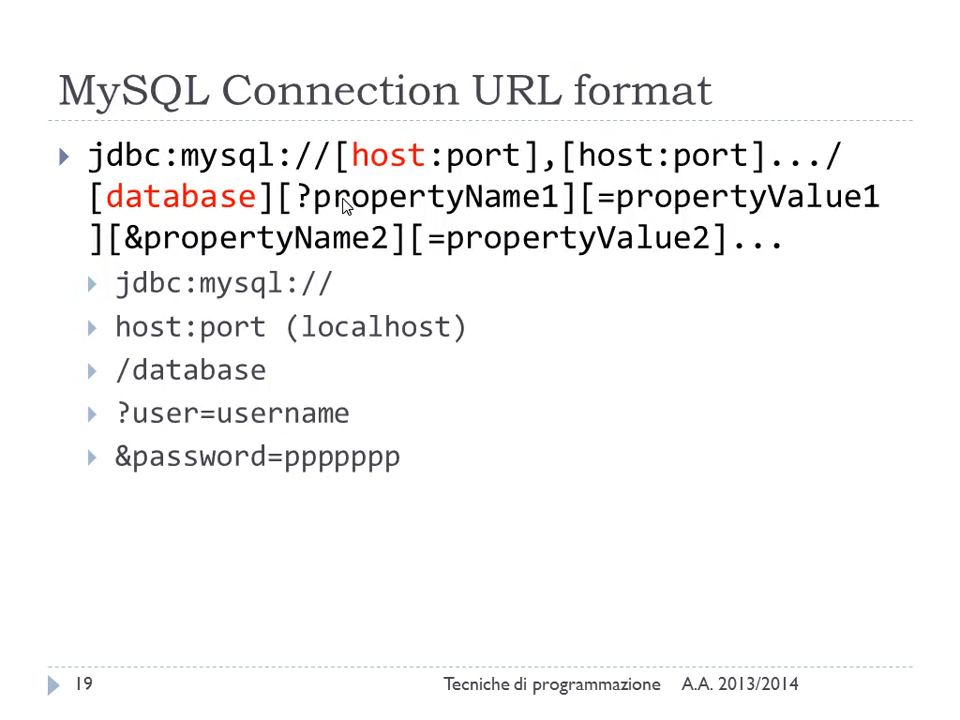 MySQL Connection URL format
jdbc:mysql://[host:port],[host:port].../
[database][?propertyName1][=propertyValue1
][&propertyName2][=propertyValue2]...
jdbc:mysql://
host:port (localhost)
/database
?user=username
&password=ppppppp
19 Tecniche di programmazione A.A. 2013/2014